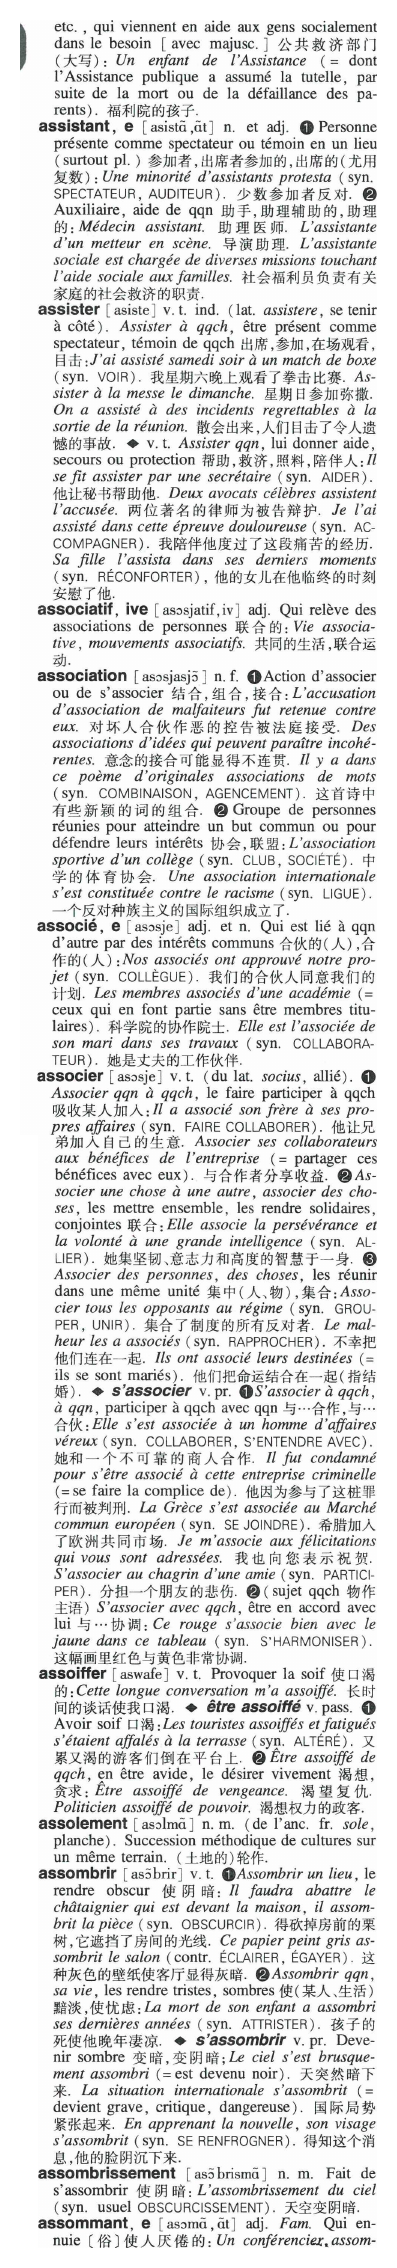 etc. , qui viennent en aide aux gens socialement
dans le besoin [ avec majusc. ] 公共救济部门
(大写) : Un enfant de l'Assistance ( = dont
l'Assistance publique a assumé la tutelle, par
suite de la mort ou de la défaillance des pa-
rents) . 福利院的孩子.
assistant, e [ asistɑ̃ ,ɑ̃t] n. et adj. ❶ Personne
présente comme spectateur ou témoin en un lieu
( surtout pl. ) 参加者,出席者参加的,出席的(尤用
复数) : Une minorité d'assistants protesta ( syn.
SPECTATEUR, AUDITEUR) . 少数参加者反对. ❷
Auxiliaire, aide de qqn 助手,助理辅助的,助理
的: Médecin assistant. 助理医师. L'assistante
d'un metteur en scène. 导演助理. L'assistante
sociale est chargée de diverses missions touchant
l'aide sociale aux familles. 社会福利员负责有关
家庭的社会救济的职责.
assister [ asiste] v. t. ind. ( lat. assistere, se tenir
à côté) . Assister à qqch, être présent comme
spectateur, témoin de qqch 出席,参加,在场观看,
目击:J'ai assisté samedi soir à un match de boxe
( syn. VOIR) . 我星期六晚上观看了拳击比赛. As-
sister à la messe le dimanche. 星期日参加弥撒.
On a assisté à des incidents regrettables à la
sortie de la réunion. 散会出来,人们目击了令人遗
憾的事故. ◆ v. t. Assister qqn, lui donner aide,
secours ou protection 帮助,救济,照料,陪伴人:Il
se fit assister par une secrétaire ( syn. AIDER) .
他让秘书帮助他. Deux avocats célèbres assistent
l'accusée. 两位著名的律师为被告辩护. Je l'ai
assisté dans cette épreuve douloureuse ( syn. AC-
COMPAGNER) . 我陪伴他度过了这段痛苦的经历.
Sa fille l'assista dans ses derniers moments
( syn. RÉCONFORTER) , 他的女儿在他临终的时刻
安慰了他.
associatif, ive [ asɔsjatif,iv] adj. Qui relève des
associations de personnes 联合的: Vie associa-
tive, mouvements associatifs. 共同的生活,联合运
动.
association [ asɔsjasjɔ̃ ] n. f. ❶Action d'associer
ou de s'associer 结合,组合,接合: L'accusation
d'association de malfaiteurs fut retenue contre
eux. 对坏人合伙作恶的控告被法庭接受. Des
associations d'idées qui peuvent paraître incohé-
rentes. 意念的接合可能显得不连贯. Il y a dans
ce poème d'originales associations de mots
( syn. COMBINAISON, AGENCEMENT) . 这首诗中
有些新颖的词的组合. ❷ Groupe de personnes
réunies pour atteindre un but commun ou pour
défendre leurs intérêts 协会,联盟: L'association
sportive d'un collège ( syn. CLUB, SOCIÉTÉ) . 中
学的体育协会. Une association internationale
s'est constituée contre le racisme ( syn. LIGUE) .
一个反对种族主义的国际组织成立了.
associé, e [ asɔsje] adj. et n. Qui est lié à qqn
d'autre par des intérêts communs 合伙的(人) ,合
作的(人) :Nos associés ont approuvé notre pro-
jet ( syn. COLLÈGUE) . 我们的合伙人同意我们的
计划. Les membres associés d'une académie ( =
ceux qui en font partie sans être membres titu-
laires) . 科学院的协作院士. Elle est l'associée de
son mari dans ses travaux ( syn. COLLABORA-
TEUR) . 她是丈夫的工作伙伴.
associer [ asɔsje] v. t. ( du lat. socius, allié) . ❶
Associer qqn à qqch, le faire participer à qqch
吸收某人加入:Il a associé son frère à ses pro-
pres affaires ( syn. FAIRE COLLABORER) . 他让兄
弟加入自己的生意. Associer ses collaborateurs
aux bénéfices de l'entreprise ( = partager ces
bénéfices avec eux) . 与合作者分享收益. ❷As-
socier une chose à une autre, associer des cho-
ses, les mettre ensemble, les rendre solidaires,
conjointes 联合:Elle associe la persévérance et
la volonté à une grande intelligence ( syn. AL-
LIER) . 她集坚韧、意志力和高度的智慧于一身. ❸
Associer des personnes, des choses, les réunir
dans une même unité 集中(人、物) ,集合:Asso-
cier tous les opposants au régime ( syn. GROU-
PER, UNIR) . 集合了制度的所有反对者. Le mal-
heur les a associés ( syn. RAPPROCHER) . 不幸把
他们连在一起. Ils ont associé leurs destinées ( =
ils se sont mariés) . 他们把命运结合在一起(指结
婚) . ◆ s'associer v. pr. ❶S'associer à qqch,
à qqn, participer à qqch avec qqn 与…合作,与…
合伙:Elle s'est associée à un homme d'affaires
véreux ( syn. COLLABORER, S'ENTENDRE AVEC) .
她和一个不可靠的商人合作. Il fut condamné
pour s'être associé à cette entreprise criminelle
( = se faire la complice de) . 他因为参与了这桩罪
行而被判刑. La Grèce s'est associée au Marché
commun européen ( syn. SE JOINDRE) . 希腊加入
了欧洲共同市场. Je m'associe aux félicitations
qui vous sont adressées. 我也向您表示祝贺.
S'associer au chagrin d'une amie ( syn. PARTICI-
PER) . 分担一个朋友的悲伤. ❷ ( sujet qqch 物作
主语) S'associer avec qqch, être en accord avec
lui 与…协调: Ce rouge s'associe bien avec le
jaune dans ce tableau ( syn. S'HARMONISER) .
这幅画里红色与黄色非常协调.
assoiffer [ aswafe] v. t. Provoquer la soif 使口渴
的:Cette longue conversation m'a assoiffé. 长时
间的谈话使我口渴. ◆ être assoiffé v. pass. ❶
Avoir soif 口渴:Les touristes assoiffés et fatigués
s'étaient affalés à la terrasse ( syn. ALTÉRÉ) . 又
累又渴的游客们倒在平台上. ❷ Être assoiffé de
qqch, en être avide, le désirer vivement 渴想,
贪求: Être assoiffé de vengeance. 渴望复仇.
Politicien assoiffé de pouvoir. 渴想权力的政客.
assolement [ asɔlmɑ̃ ] n. m. ( de l'anc. fr. sole,
planche) . Succession méthodique de cultures sur
un même terrain. (土地的)轮作.
assombrir [ asɔ̃brir] v. t. ❶Assombrir un lieu, le
rendre obscur 使阴暗: Il faudra abattre le
châtaignier qui est devant la maison, il assom-
brit la pièce ( syn. OBSCURCIR) . 得砍掉房前的栗
树,它遮挡了房间的光线. Ce papier peint gris as-
sombrit le salon ( contr. ÉCLAIRER, ÉGAYER) . 这
种灰色的壁纸使客厅显得灰暗. ❷Assombrir qqn,
sa vie, les rendre tristes, sombres 使(某人、生活)
黯淡,使忧虑:La mort de son enfant a assombri
ses dernières années ( syn. ATTRISTER) . 孩子的
死使他晚年凄凉. ◆ s'assombrir v. pr. Deve-
nir sombre 变暗,变阴暗;Le ciel s'est brusque-
ment assombri ( = est devenu noir) . 天突然暗下
来. La situation internationale s'assombrit ( =
devient grave, critique, dangereuse) . 国际局势
紧张起来. En apprenant la nouvelle, son visage
s'assombrit ( syn. SE RENFROGNER) . 得知这个消
息,他的脸阴沉下来.
assombrissement [ asɔ̃brismɑ̃ ] n. m. Fait de
s'assombrir 使阴暗: L'assombrissement du ciel
( syn. usuel OBSCURCISSEMENT) . 天空变阴暗.
assommant, e [ asɔmɑ̃ , ɑ̃t] adj. Fam. Qui en-
nuie〔俗〕使人厌倦的: Un conférencier, assom-